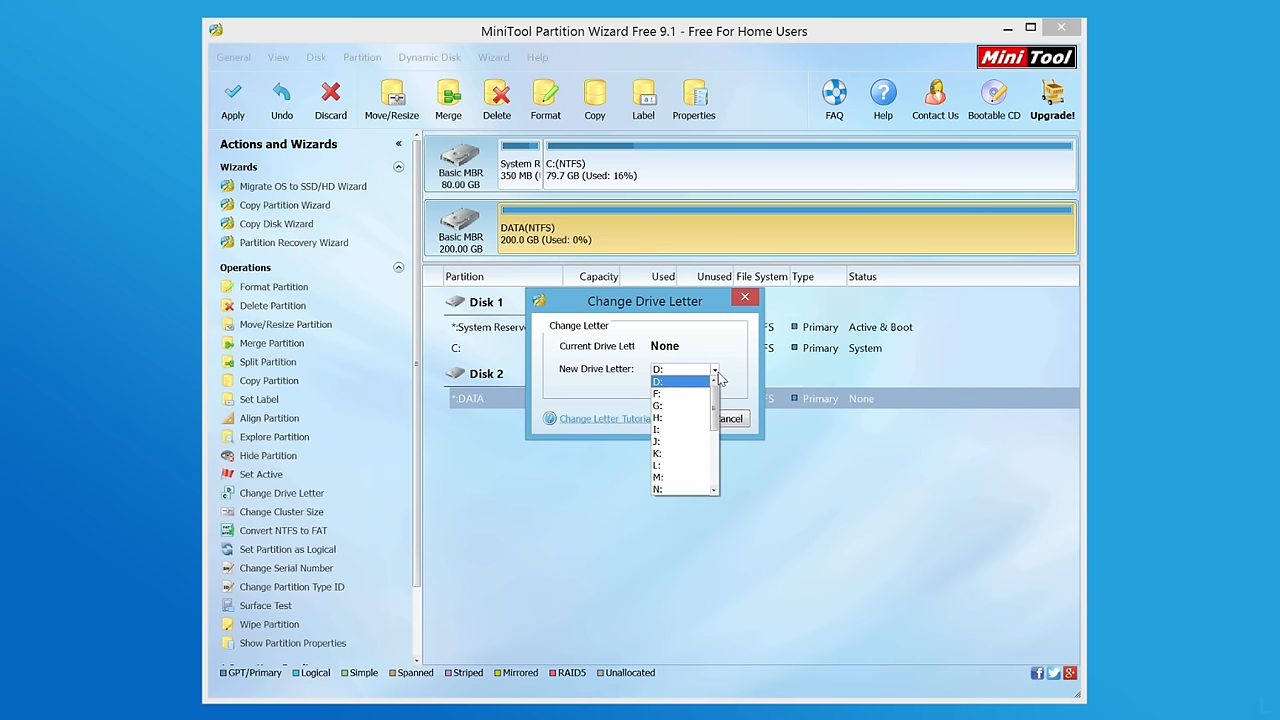 MiniTool Partition Wizard Free 9.1 - Free For Home Users
General View Disk Partition Dynamic Disk Wizard Help
Mini Tool
Apply Undo Discard Move/Resize Merge Delete Format Copy Label Properties FAQ Help Contact Us Bootable CD Upgrade!
Actions and Wizards
Wizards
Migrate OS to SSD/HD Wizard
Copy Partition Wizard
Copy Disk Wizard
Partition Recovery Wizard
Operations
Format Partition
Delete Partition
Move/Resize Partition
Merge Partition
Split Partition
Copy Partition
Set Label
Align Partition
Explore Partition
Hide Partition
Set Active
Change Drive Letter
Change Cluster Size
Convert NTFS to FAT
Set Partition as Logical
Change Serial Number
Change Partition Type ID
Surface Test
Wipe Partition
Show Partition Properties
Basic MBR
80.00 GB
System R
350 MB (
C:(NTFS)
79.7 GB (Used: 16%)
Basic MBR
200.00 GB
DATA(NTFS)
200.0 GB (Used: 0%)
Partition Capacity Used Unused File System Type Status
Disk 1
*:System Reserve FS Primary Active & Boot
C: FS Primary System
Disk 2
*:DATA FS Primary None
Change Drive Letter
Change Letter
Current Drive Lett None
New Drive Letter: D:
D:
F:
G:
H:
I:
J:
K:
L:
M:
N:
Change Letter Tutoria ancel
GPT/Primary Logical Simple Spanned Striped Mirrored RAID5 Unallocated